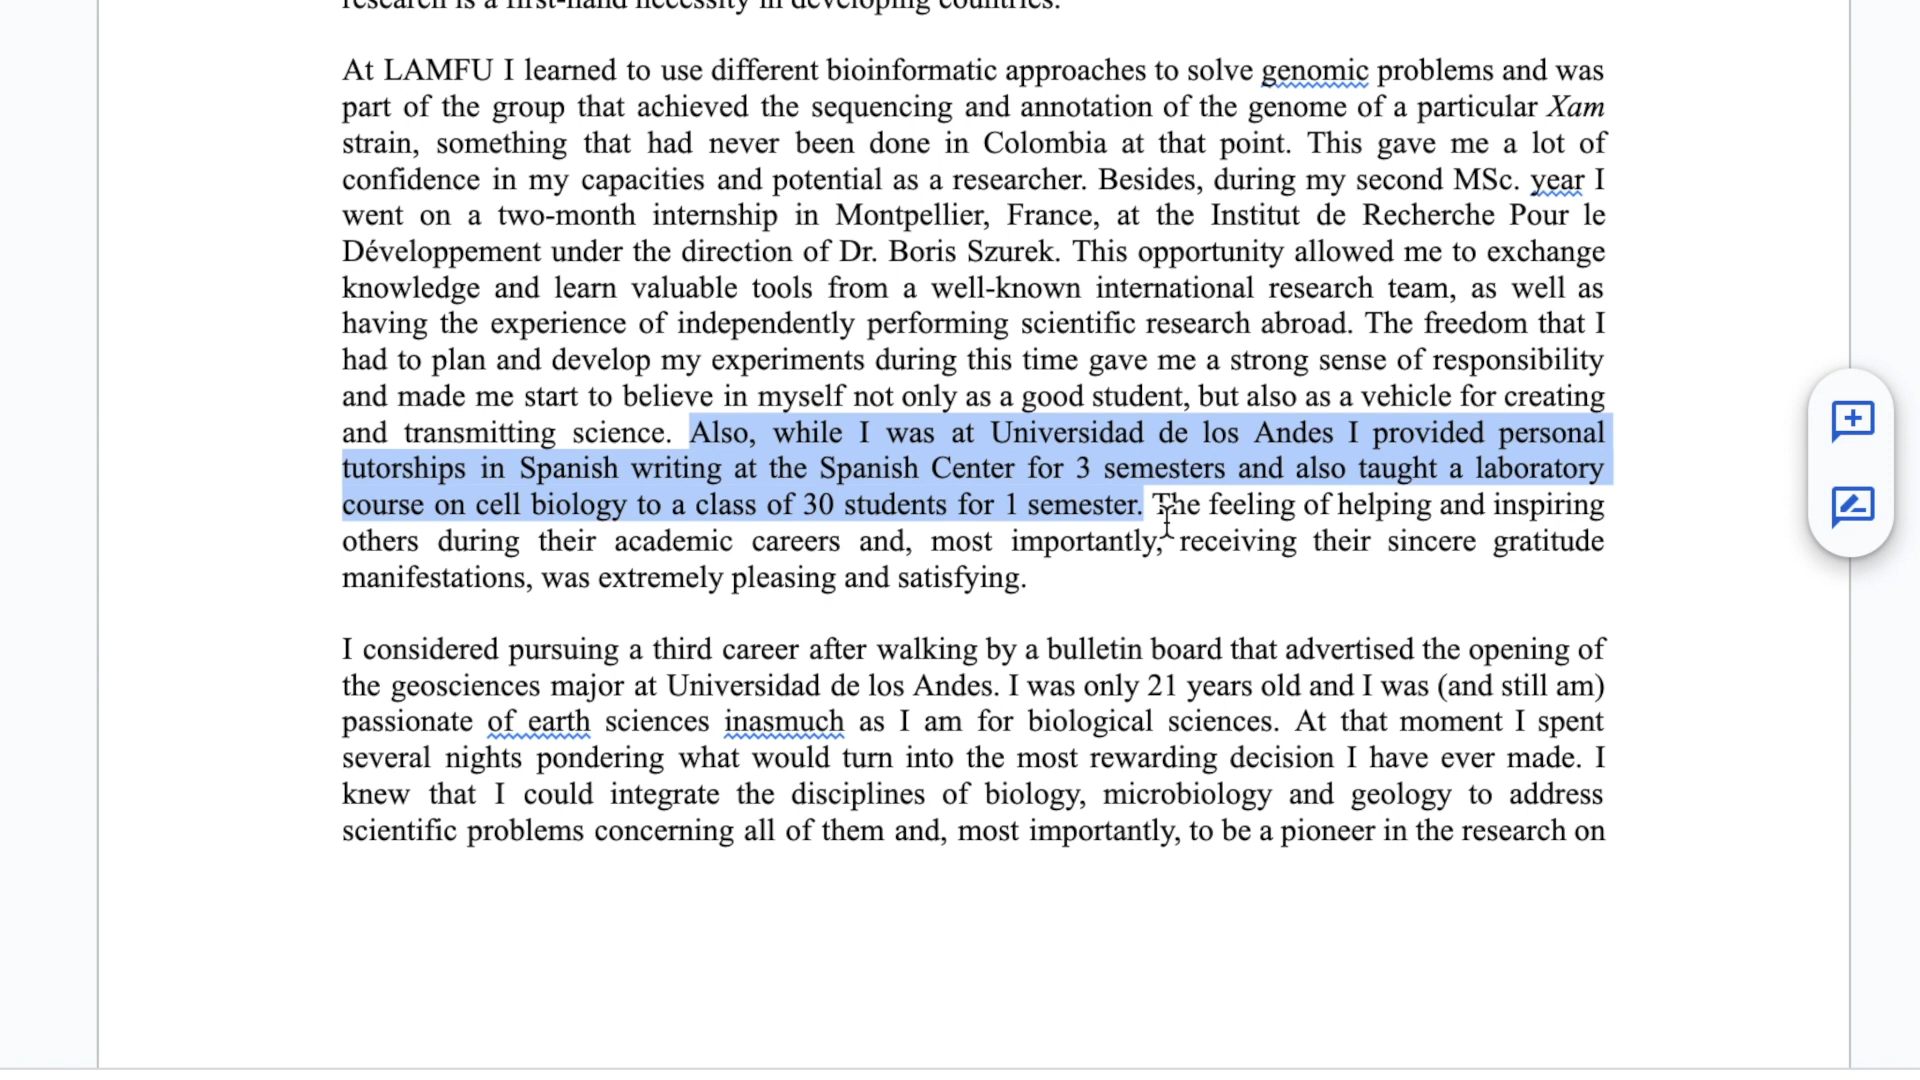 research is a first-hand necessity in developing countries.
At LAMFU I learned to use different bioinformatic approaches to solve genomic problems and was
part of the group that achieved the sequencing and annotation of the genome of a particular Xam
strain, something that had never been done in Colombia at that point. This gave me a lot of
confidence in my capacities and potential as a researcher. Besides, during my second MSc. year I
went on a two-month internship in Montpellier, France, at the Institut de Recherche Pour le
Développement under the direction of Dr. Boris Szurek. This opportunity allowed me to exchange
knowledge and learn valuable tools from a well-known international research team, as well as
having the experience of independently performing scientific research abroad. The freedom that I
had to plan and develop my experiments during this time gave me a strong sense of responsibility
and made me start to believe in myself not only as a good student, but also as a vehicle for creating
and transmitting science. Also, while I was at Universidad de los Andes I provided personal
tutorships in Spanish writing at the Spanish Center for 3 semesters and also taught a laboratory
course on cell biology to a class of 30 students for 1 semester. The feeling of helping and inspiring
others during their academic careers and, most importantly, receiving their sincere gratitude
manifestations, was extremely pleasing and satisfying.
I considered pursuing a third career after walking by a bulletin board that advertised the opening of
the geosciences major at Universidad de los Andes. I was only 21 years old and I was (and still am)
passionate of earth sciences inasmuch as I am for biological sciences. At that moment I spent
several nights pondering what would turn into the most rewarding decision I have ever made. I
knew that I could integrate the disciplines of biology, microbiology and geology to address
scientific problems concerning all of them and, most importantly, to be a pioneer in the research on